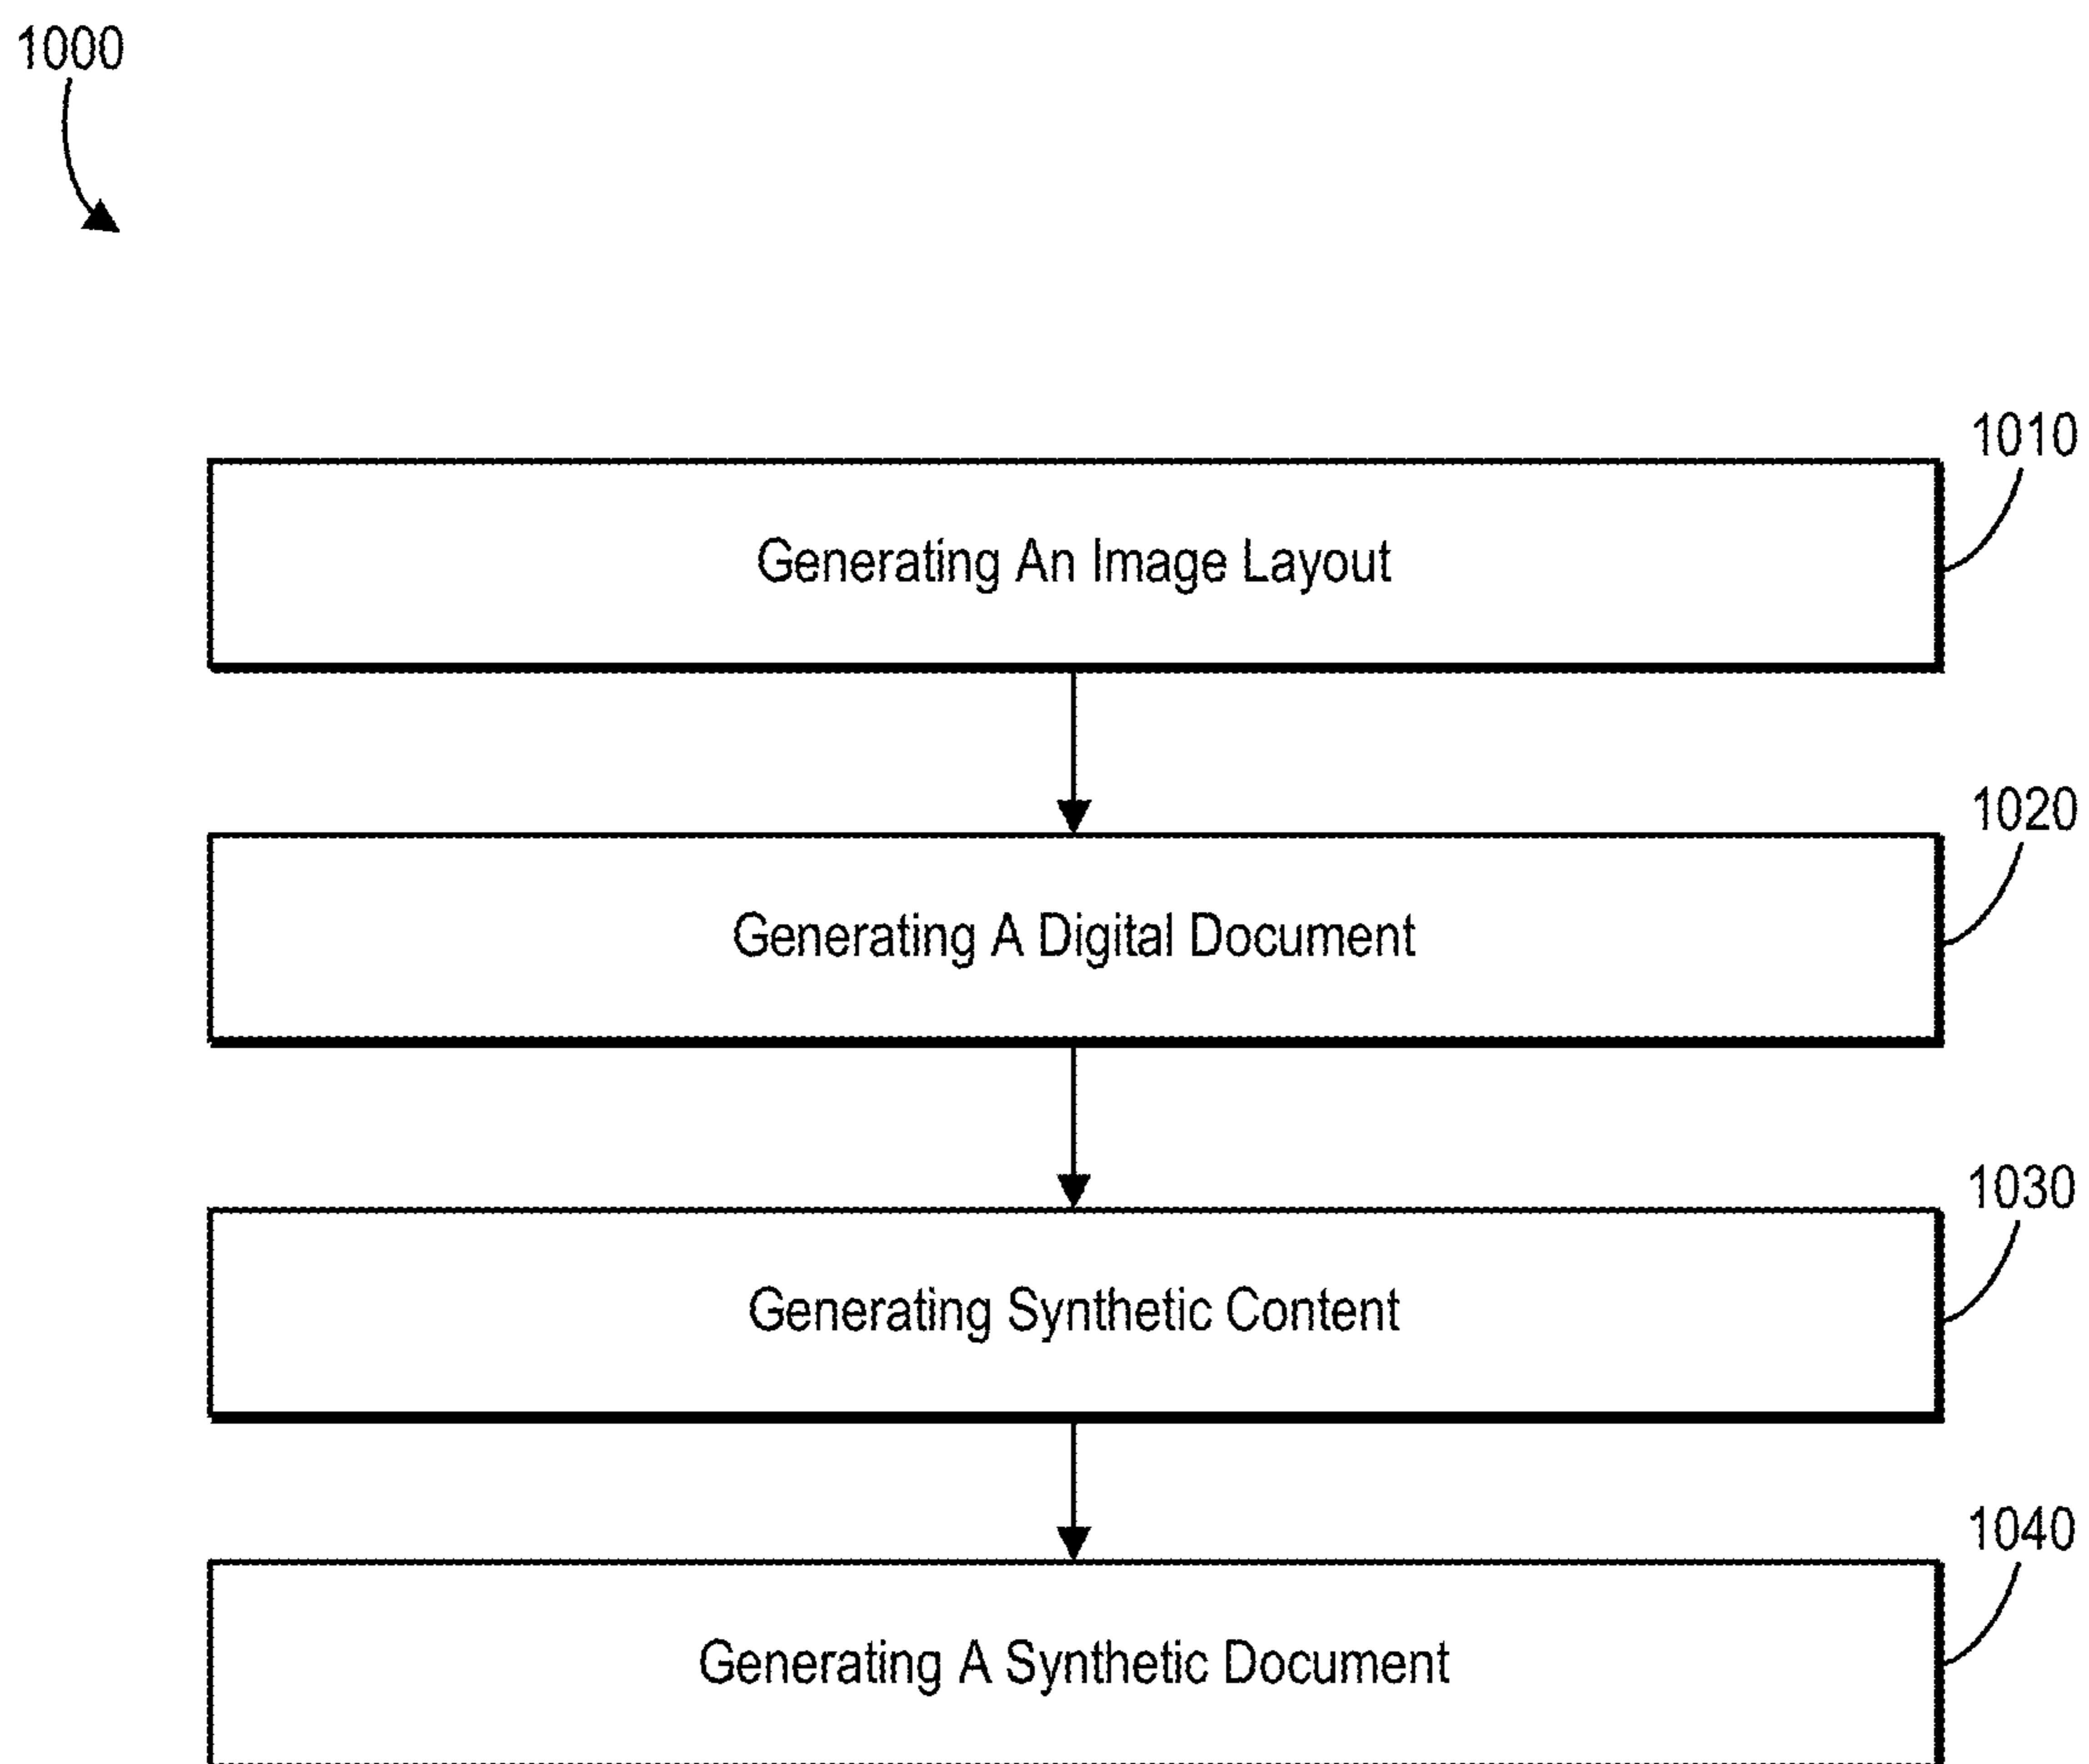 1000
1010
Generating An Image Layout
1020
Generating A Digital Document
1030
Generating Synthetic Content
1040
Generating A Synthetic Document